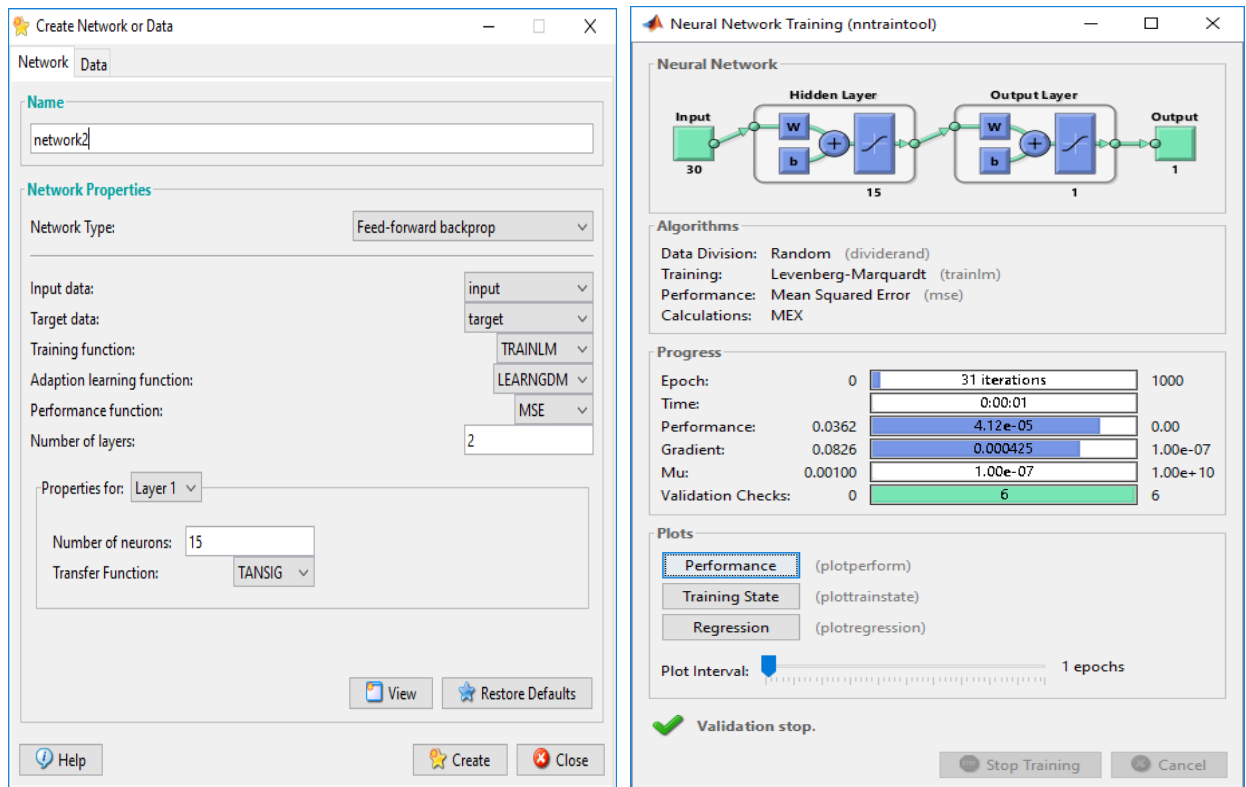 Create Network or Data
Network Data
Name
network2
Network Properties
Network Type: Feed-forward backprop
Input data: input
Target data: target
Training function: TRAINLM
Adaption learning function: LEARNGDM
Performance function: MSE
Number of layers: 2
Properties for: Layer 1
Number of neurons: 15
Transfer Function: TANSIG
View Restore Defaults
Help Create Close
Neural Network Training (nntraintool)
Neural Network
Hidden Layer Output Layer
Input Output
W W
b b
30 15 1 1
Algorithms
Data Division: Random (dividerand)
Training: Levenberg-Marquardt (trainlm)
Performance: Mean Squared Error (mse)
Calculations: MEX
Progress
Epoch: 0 31 iterations 1000
Time: 0:00:01
Performance: 0.0362 4.12e-05 0.00
Gradient: 0.0826 0.000425 1.00e-07
Mu: 0.00100 1.00e-07 1.00e+10
Validation Checks: 0 6 6
Plots
Performance (plotperform)
Training State (plottrainstate)
Regression (plotregression)
Plot Interval: 1 epochs
Validation stop.
Stop Training Cancel